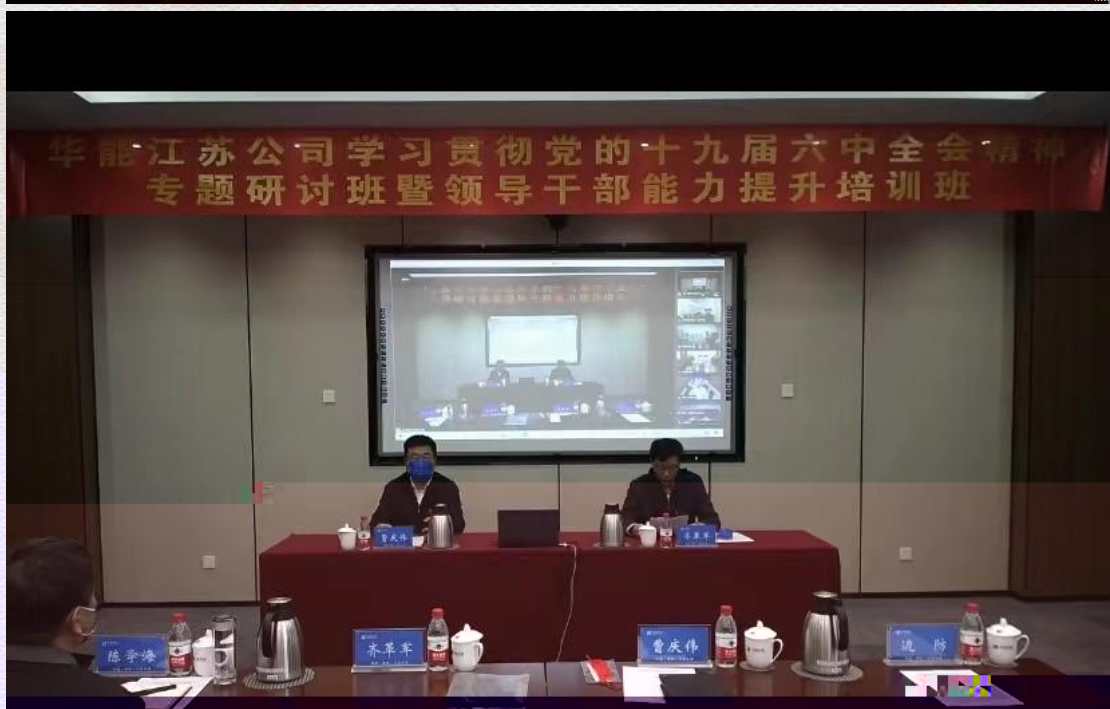 华能江苏公司学习贯彻党的十九届六中全会精神
专题研讨班暨领导干部能力提升培训班
曹庆伟
齐革军
陈宇海
齐革军
曹庆伟
边防